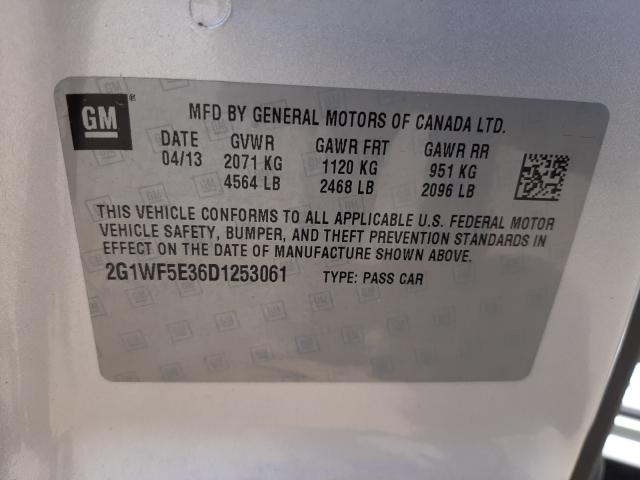 GM®
MFD BY GENERAL MOTORS OF CANADA LTD.
DATE GVWR GAWR FRT GAWR RR
04/13 2071 KG 1120 KG 951 KG
4564 LB 2468 LB 2096 LB
THIS VEHICLE CONFORMS TO ALL APPLICABLE U.S. FEDERAL MOTOR
VEHICLE SAFETY, BUMPER, AND THEFT PREVENTION STANDARDS IN
EFFECT ON THE DATE OF MANUFACTURE SHOWN ABOVE.
2G1WF5E36D1253061 TYPE: PASS CAR